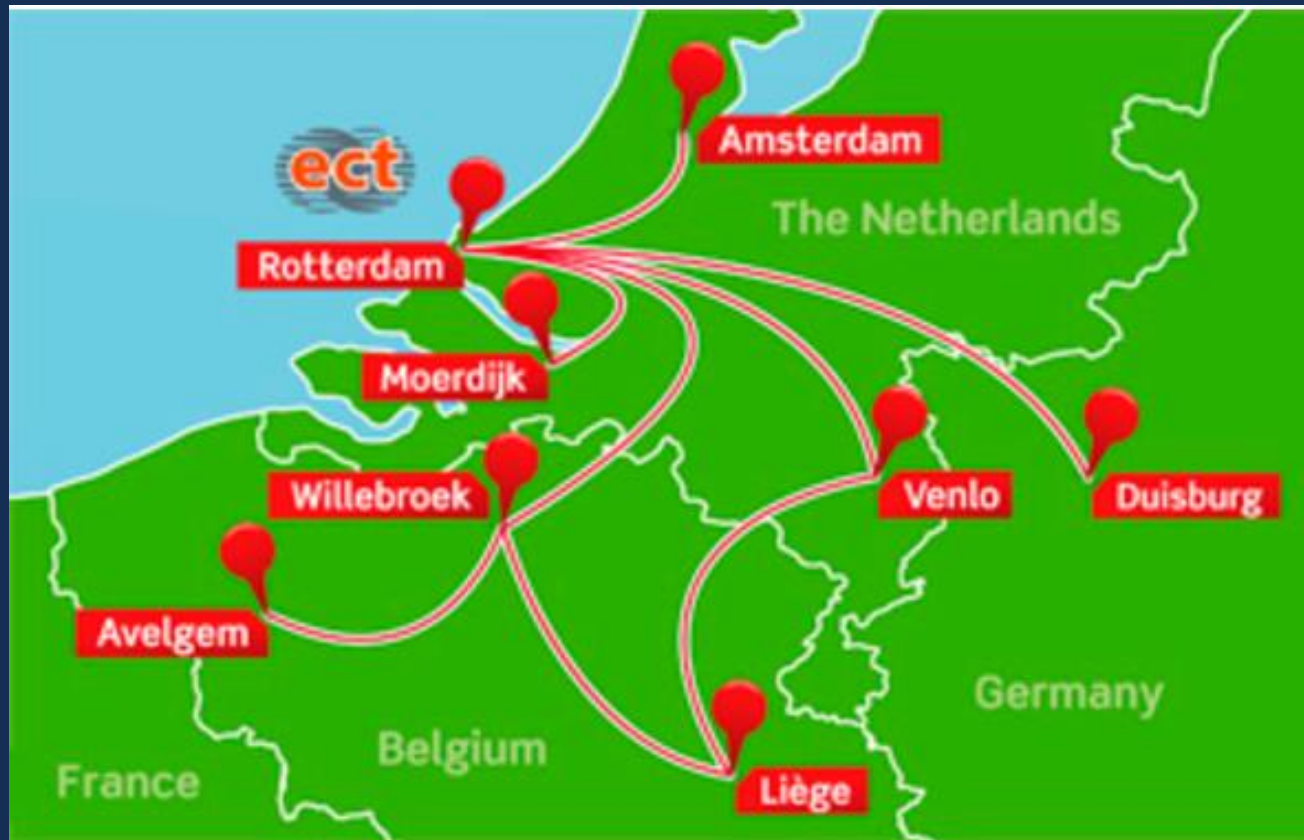 Amsterdam
ect
The Netherlands
Rotterdam
Moerdijk
Willebroek
Venlo
Duisburg
Avelgem
Germany
Belgium
France
Liège